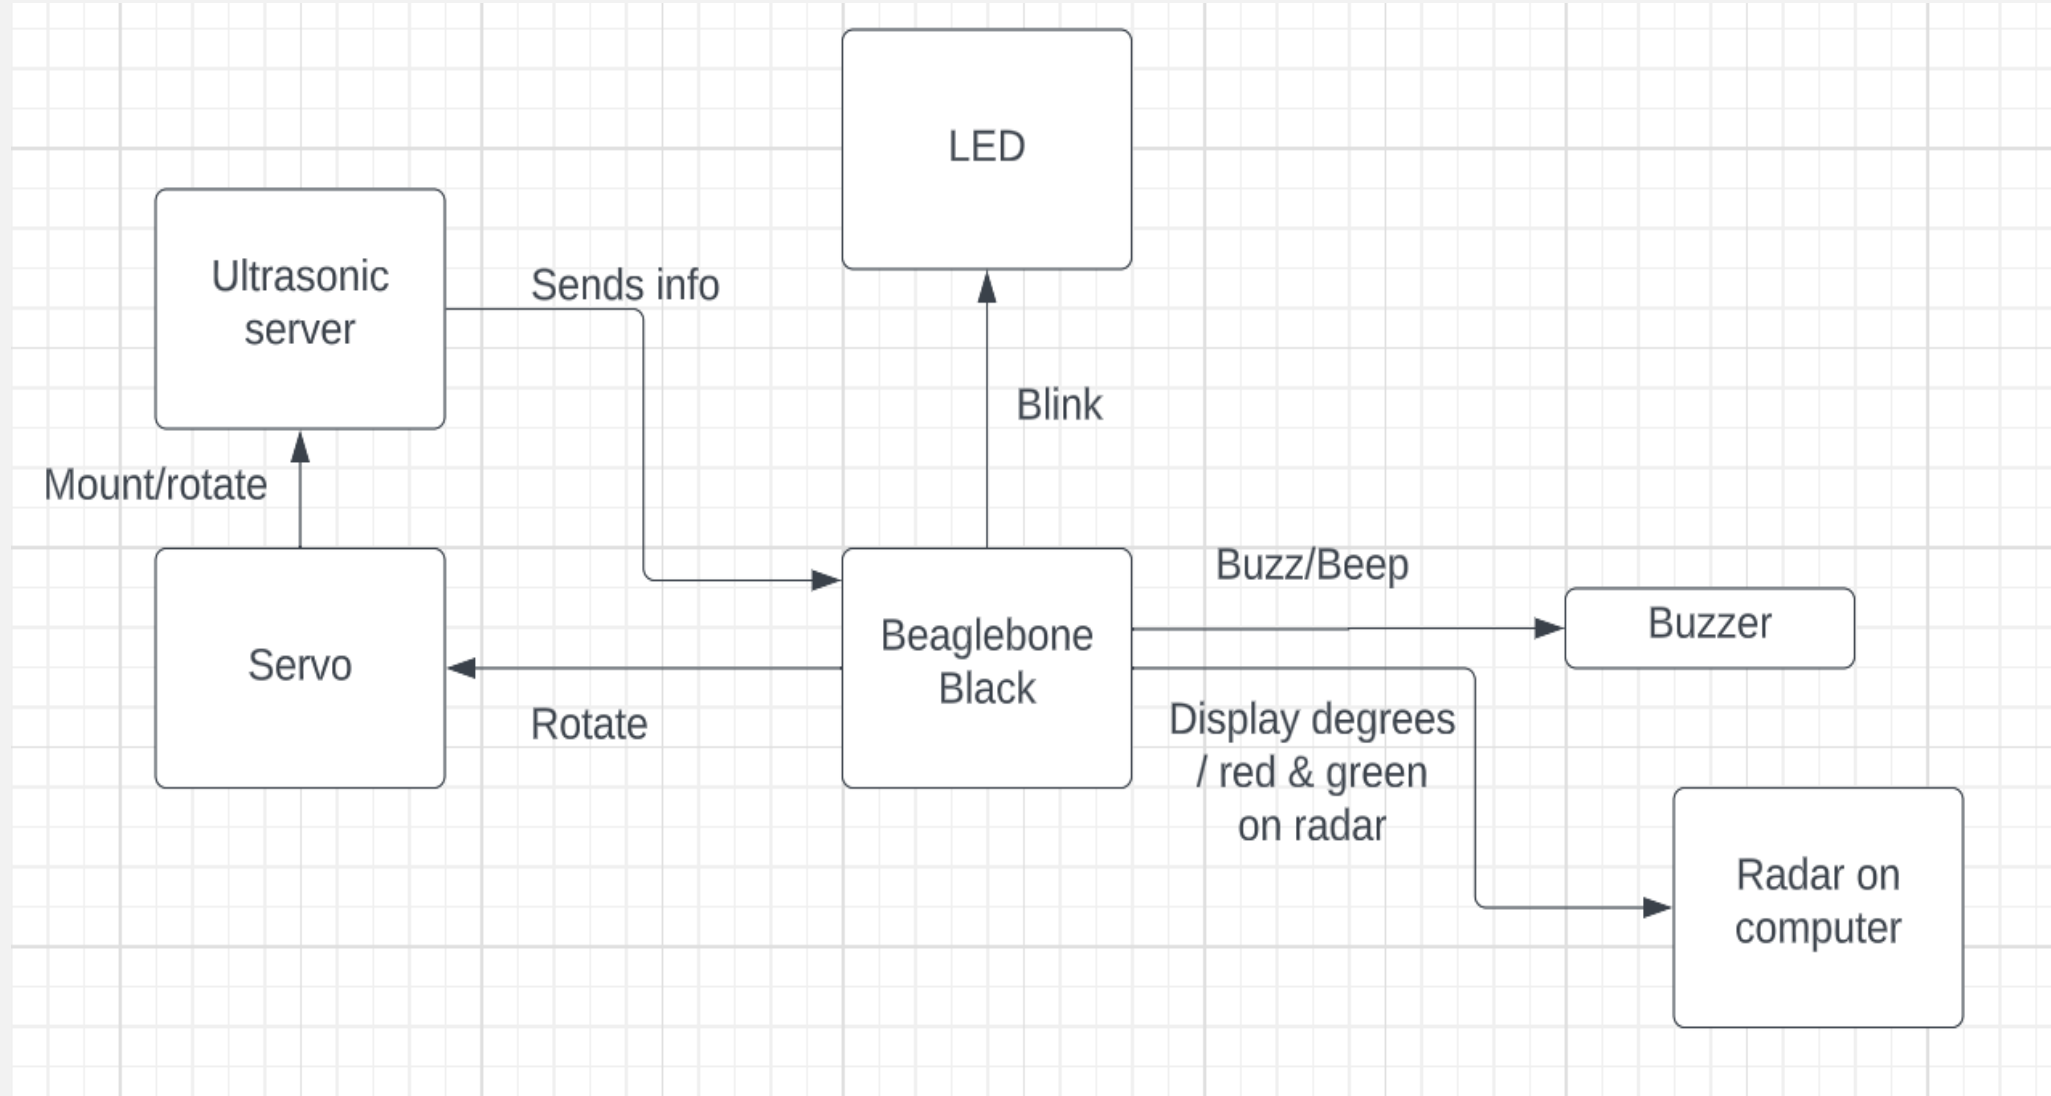 LED
Ultrasonic
server
Sends info
Blink
Mount/rotate
Servo
Rotate
Beaglebone
Black
Buzz/Beep
Buzzer
Display degrees
/ red & green
on radar
Radar on
computer